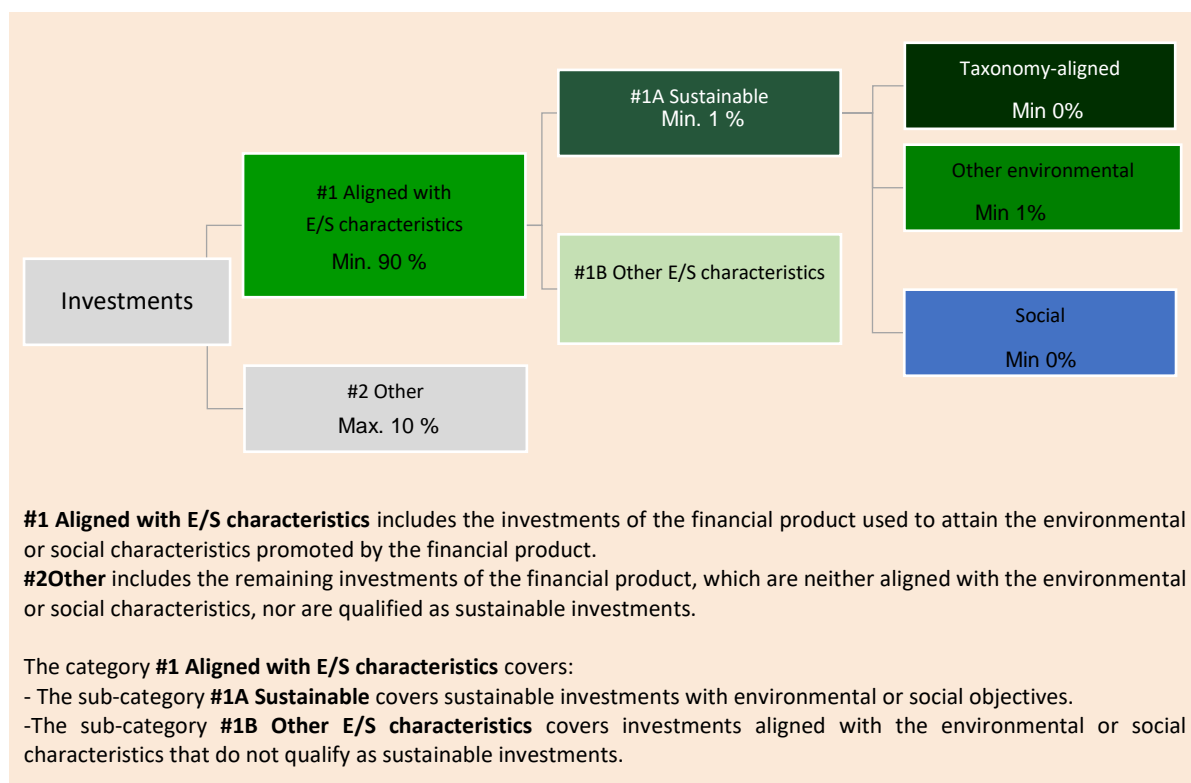 Investments
#1 Aligned with
E/S characteristics
Min. 90 %
#2 Other
Max. 10 %
#1A Sustainable
Min. 1 %
#1B Other E/S characteristics
Taxonomy-aligned
Min 0%
Other environmental
Min 1%
Social
Min 0%
#1 Aligned with E/S characteristics includes the investments of the financial product used to attain the environmental
or social characteristics promoted by the financial product.
#2Other includes the remaining investments of the financial product, which are neither aligned with the environmental
or social characteristics, nor are qualified as sustainable investments.
The category #1 Aligned with E/S characteristics covers:
- The sub-category #1A Sustainable covers sustainable investments with environmental or social objectives.
-The sub-category #1B Other E/S characteristics covers investments aligned with the environmental or social
characteristics that do not qualify as sustainable investments.